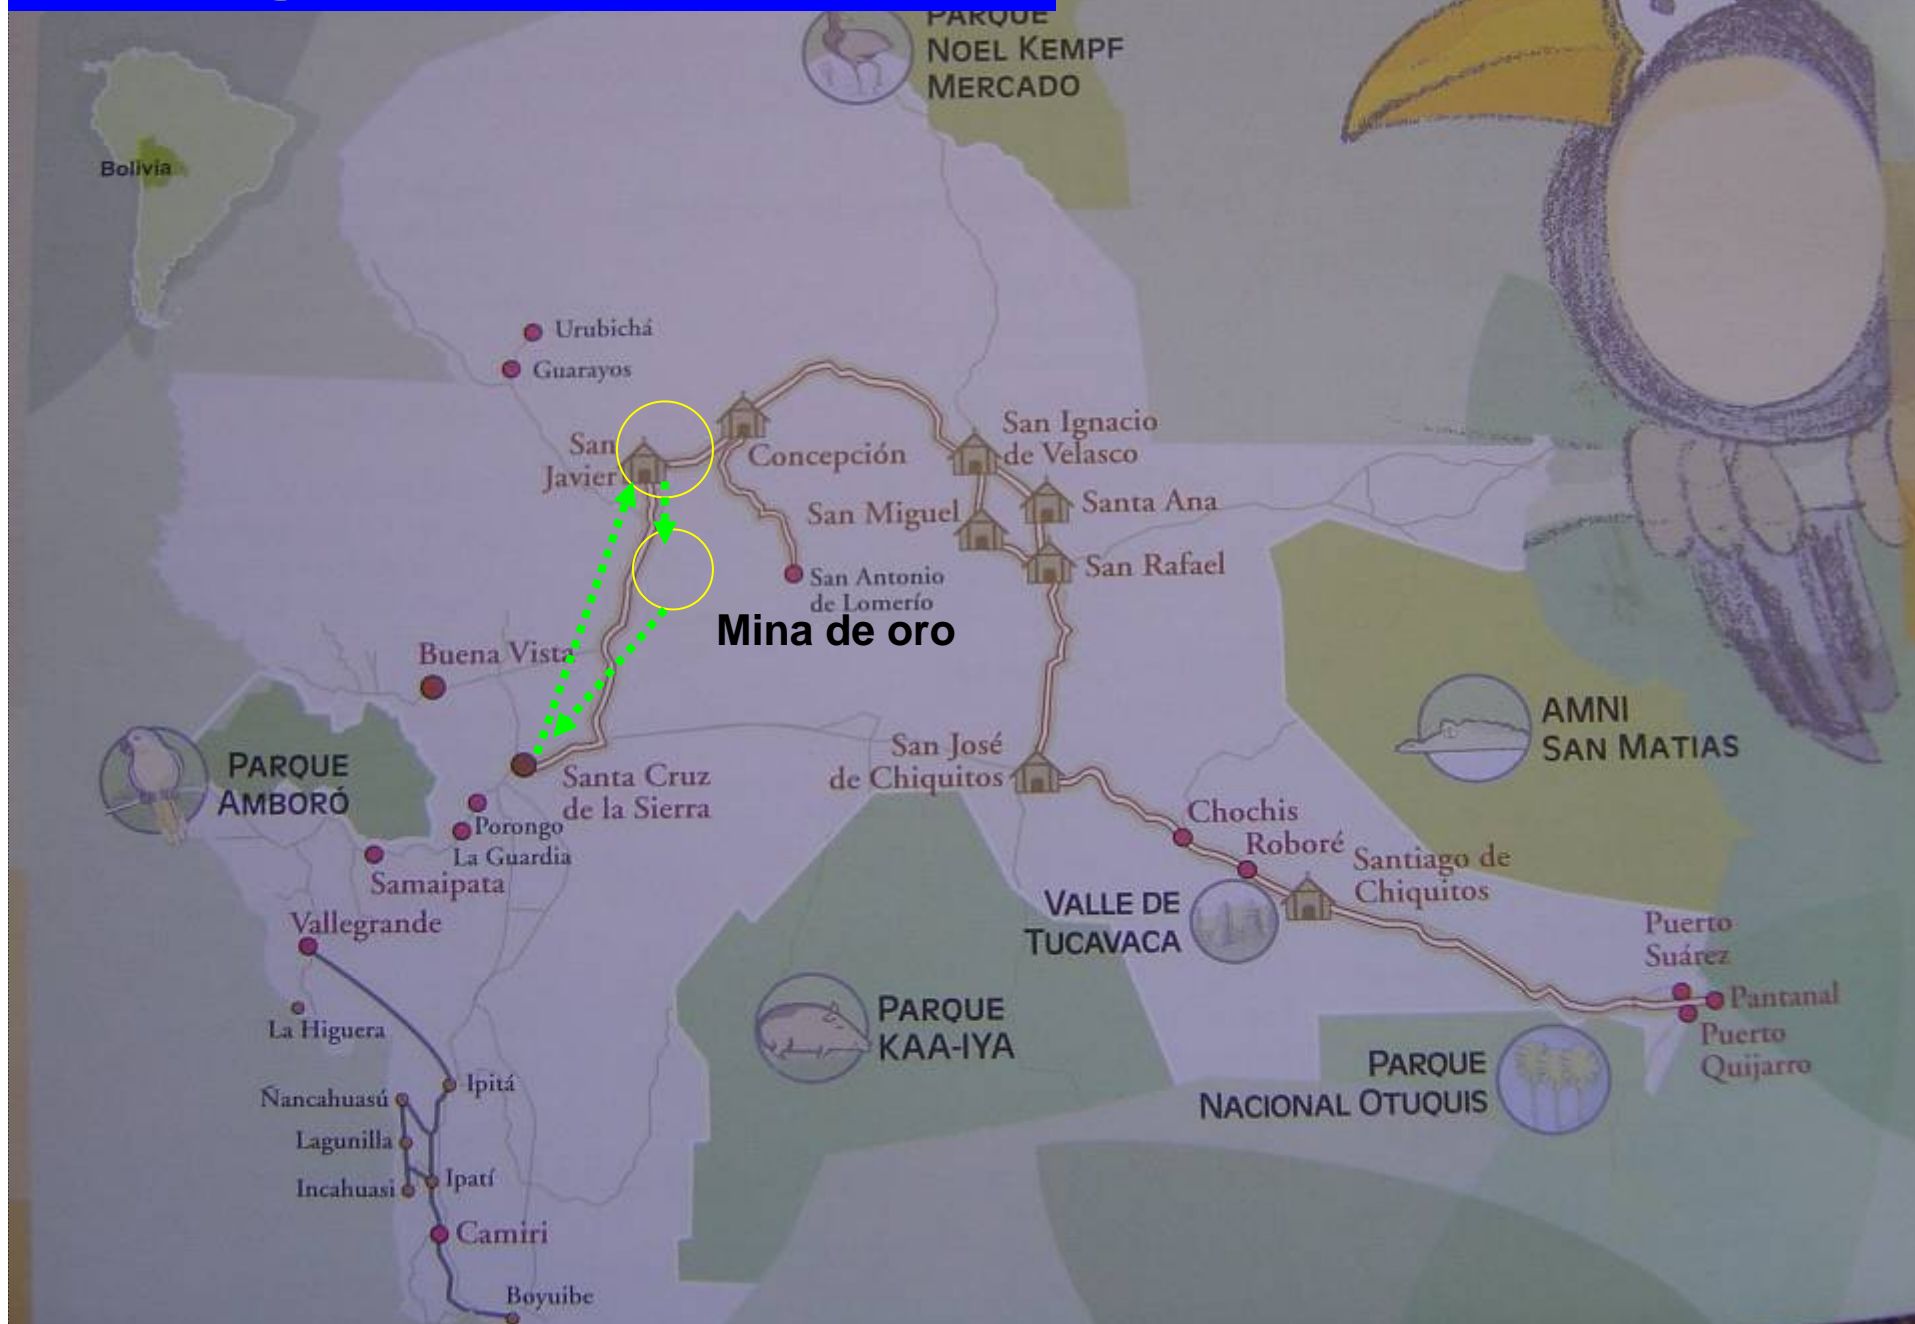 PARQUE
NOEL KEMPF
MERCADO
Bolivia
Urubichá
Guarayos
San
Javier
Concepción
San Ignacio
de Velasco
Santa Ana
San Miguel
San Rafael
San Antonio
de Lomerío
Mina de oro
Buena Vista
PARQUE
AMBORÓ
Santa Cruz
de la Sierra
Porongo
La Guardia
Samaipata
Vallegrande
La Higuera
San José
de Chiquitos
AMNI
SAN MATIAS
Chochis
Roboré
Santiago de
Chiquitos
VALLE DE
TUCAVACA
Puerto
Suárez
Pantanal
Puerto
Quijarro
PARQUE
KAA-IYA
PARQUE
NACIONAL OTUQUIS
Ipitá
Ñancahuasú
Lagunilla
Ipatí
Incahuasi
Camiri
Boyuibe